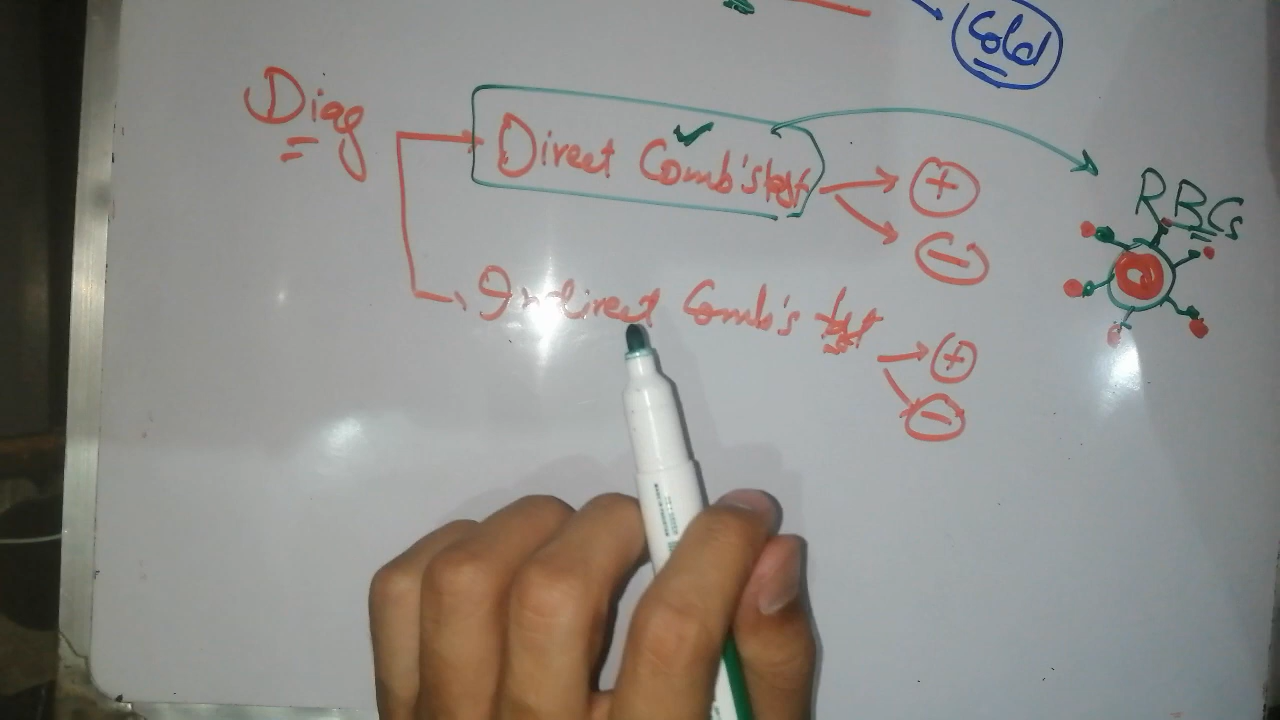 Cold
Diag
Direct Comb's test
+
-
RBCs
Indirect Comb's test
+
-